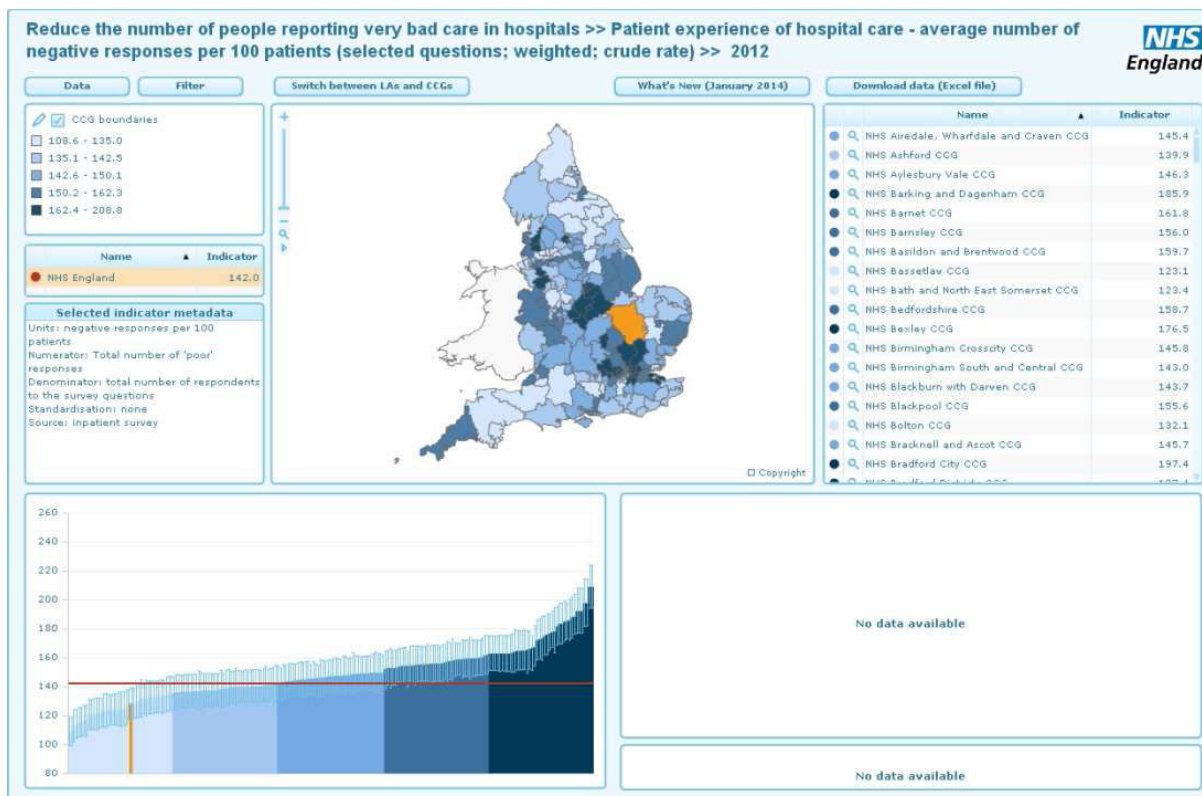 Reduce the number of people reporting very bad care in hospitals >> Patient experience of hospital care - average number of
negative responses per 100 patients (selected questions; weighted; crude rate) >> 2012
NHS
England
Data
Filter
Switch between LAs and CCGs
What's New (January 2014)
Download data (Excel file)
CCG boundaries
108.6 - 135.0
135.1 - 142.5
142.6 - 150.1
150.2 - 162.3
162.4 - 208.8
Name Indicator
NHS England 142.0
Selected indicator metadata
Units: negative responses per 100
patients
Numerator: Total number of 'poor'
responses
Denominator: total number of respondents
to the survey questions
Standardisation: none
Source: inpatient survey
Copyright
Name Indicator
NHS Airedale, Wharfdale and Craven CCG 145.4
NHS Ashford CCG 139.9
NHS Aylesbury Vale CCG 146.3
NHS Barking and Dagenham CCG 185.9
NHS Barnet CCG 161.8
NHS Barnsley CCG 156.0
NHS Basildon and Brentwood CCG 159.7
NHS Bassetlaw CCG 123.1
NHS Bath and North East Somerset CCG 123.4
NHS Bedfordshire CCG 158.7
NHS Bexley CCG 176.5
NHS Birmingham Crosscity CCG 145.8
NHS Birmingham South and Central CCG 143.0
NHS Blackburn with Darwen CCG 143.7
NHS Blackpool CCG 155.6
NHS Bolton CCG 132.1
NHS Bracknell and Ascot CCG 145.7
NHS Bradford City CCG 197.4
260
240
220
200
180
160
140
120
100
80
No data available
No data available